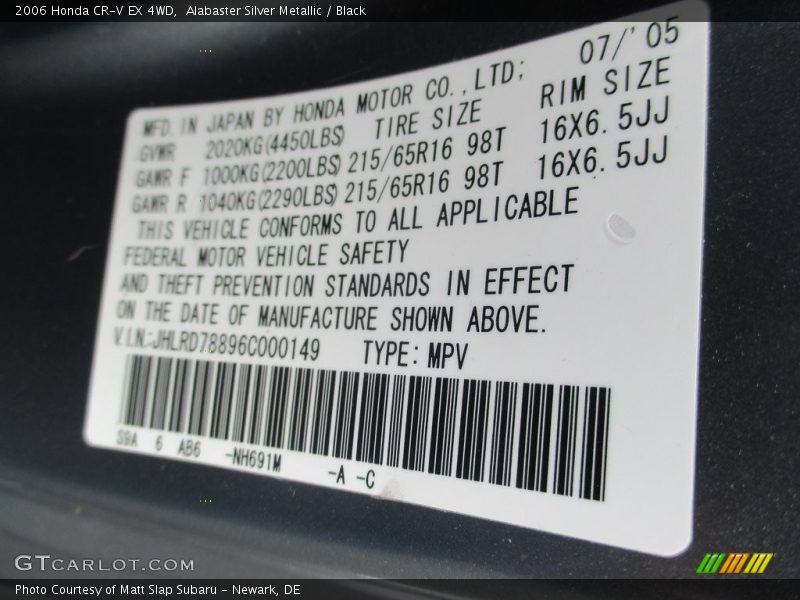 2006 Honda CR-V EX 4WD, Alabaster Silver Metallic / Black
07/'05
MFD. IN JAPAN BY HONDA MOTOR CO.,LTD;
GVWR 2020KG(4450LBS) TIRE SIZE RIM SIZE
GAWR F 1000KG(2200LBS) 215/65R16 98T 16X6.5JJ
GAWR R 1040KG(2290LBS) 215/65R16 98T 16X6.5JJ
THIS VEHICLE CONFORMS TO ALL APPLICABLE
FEDERAL MOTOR VEHICLE SAFETY
AND THEFT PREVENTION STANDARDS IN EFFECT
ON THE DATE OF MANUFACTURE SHOWN ABOVE.
V.I.N.:JHLRD78896C000149 TYPE: MPV
S9A 6 AB6 -NH691M -A -C
GTCARLOT.COM
Photo Courtesy of Matt Slap Subaru - Newark, DE